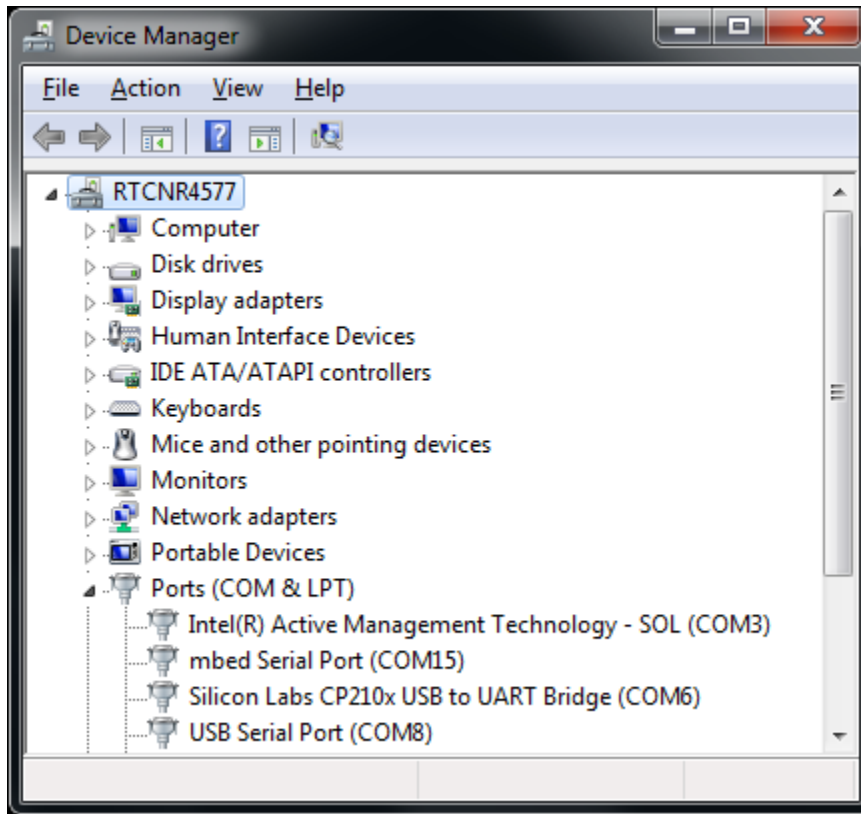 Device Manager
File Action View Help
RTCNR4577
Computer
Disk drives
Display adapters
Human Interface Devices
IDE ATA/ATAPI controllers
Keyboards
Mice and other pointing devices
Monitors
Network adapters
Portable Devices
Ports (COM & LPT)
Intel(R) Active Management Technology - SOL (COM3)
mbed Serial Port (COM15)
Silicon Labs CP210x USB to UART Bridge (COM6)
USB Serial Port (COM8)